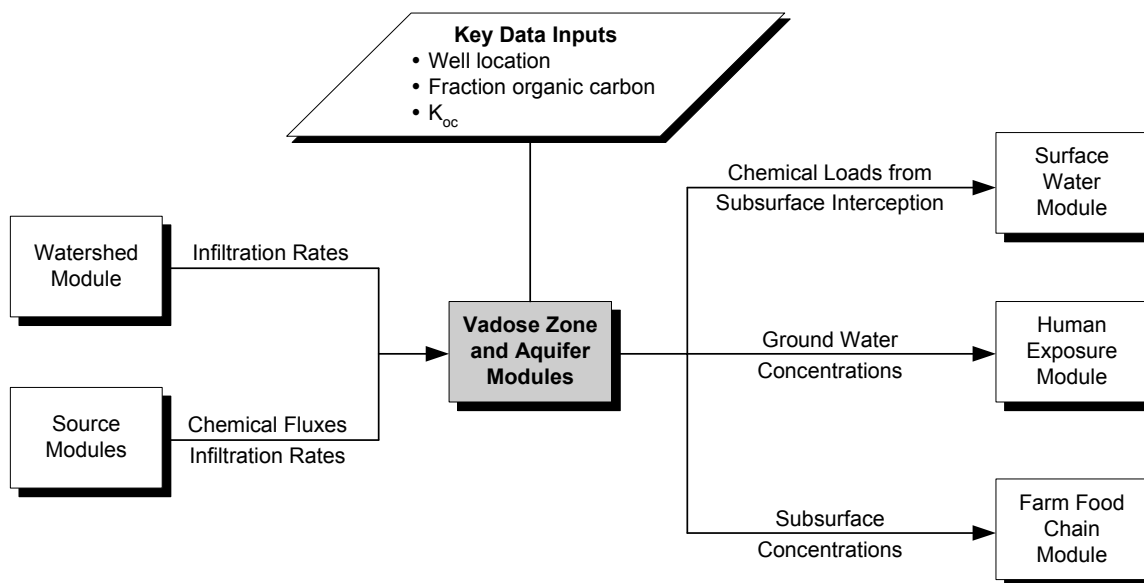 Key Data Inputs
• Well location
• Fraction organic carbon
• Koc
Watershed
Module
Infiltration Rates
Source
Modules
Chemical Fluxes
Infiltration Rates
Vadose Zone
and Aquifer
Modules
Chemical Loads from
Subsurface Interception
Surface
Water
Module
Ground Water
Concentrations
Human
Exposure
Module
Subsurface
Concentrations
Farm Food
Chain
Module